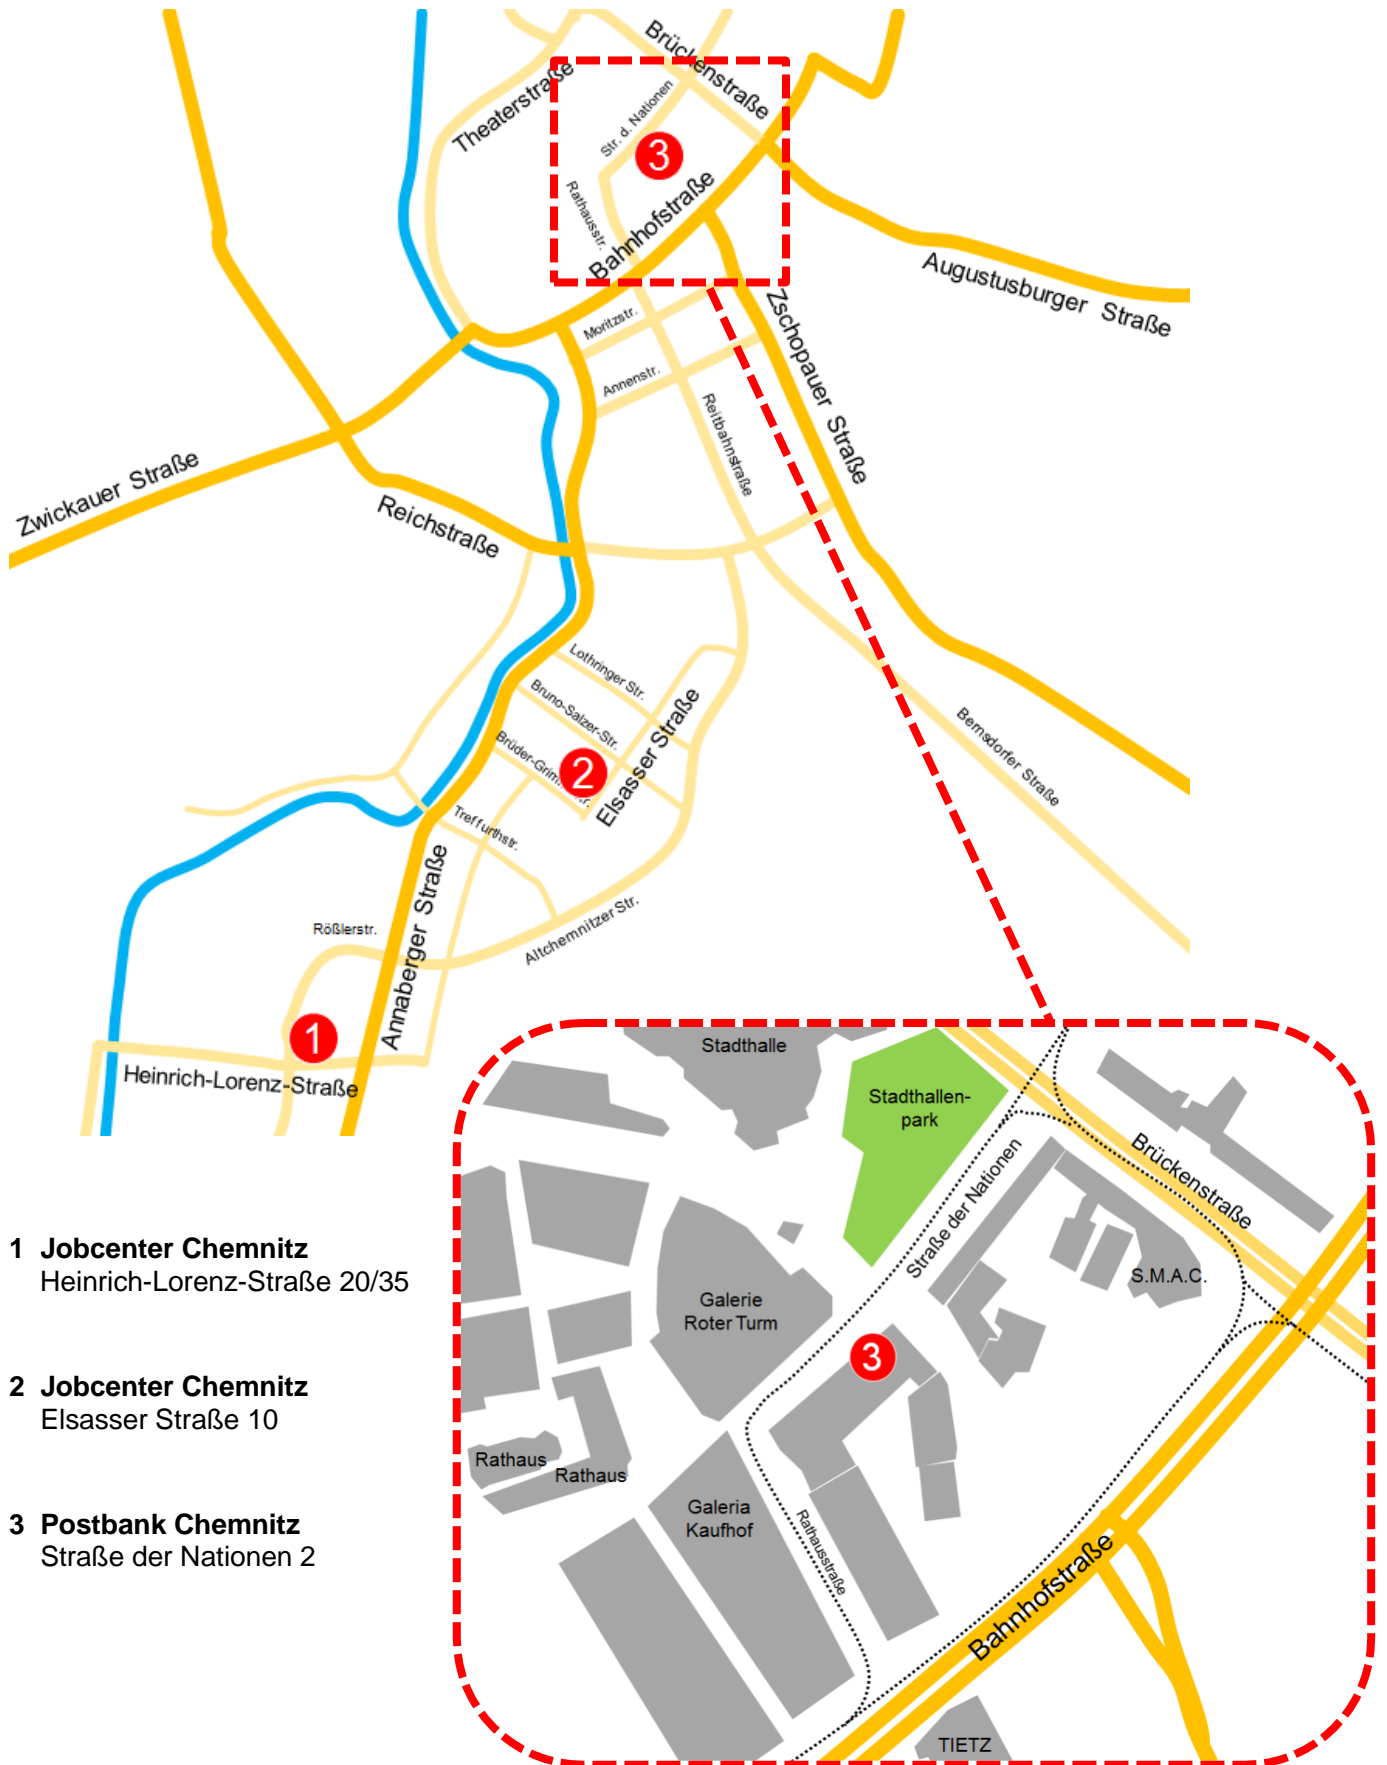 Brückenstraße
Theaterstraße
Str. d. Nationen
3
Rathausstr.
Bahnhofstraße
Augustusburger Straße
Moritzstr.
Zschopauer Straße
Annenstr.
Reitbahnstraße
Zwickauer Straße
Reichstraße
Lothringer Str.
Bruno-Salzer-Str.
Elsasser Straße
2
Bernsdorfer Straße
Treffurthstr.
Annaberger Straße
Rößlerstr.
Altchemnitzer Str.
1
Heinrich-Lorenz-Straße
Stadthalle
Stadthallen-
park
Straße der Nationen
Brückenstraße
S.M.A.C.
Galerie
Roter Turm
3
Rathaus
Rathaus
Galeria
Kaufhof
Rathausstraße
Bahnhofstraße
TIETZ
1 Jobcenter Chemnitz
Heinrich-Lorenz-Straße 20/35
2 Jobcenter Chemnitz
Elsasser Straße 10
3 Postbank Chemnitz
Straße der Nationen 2